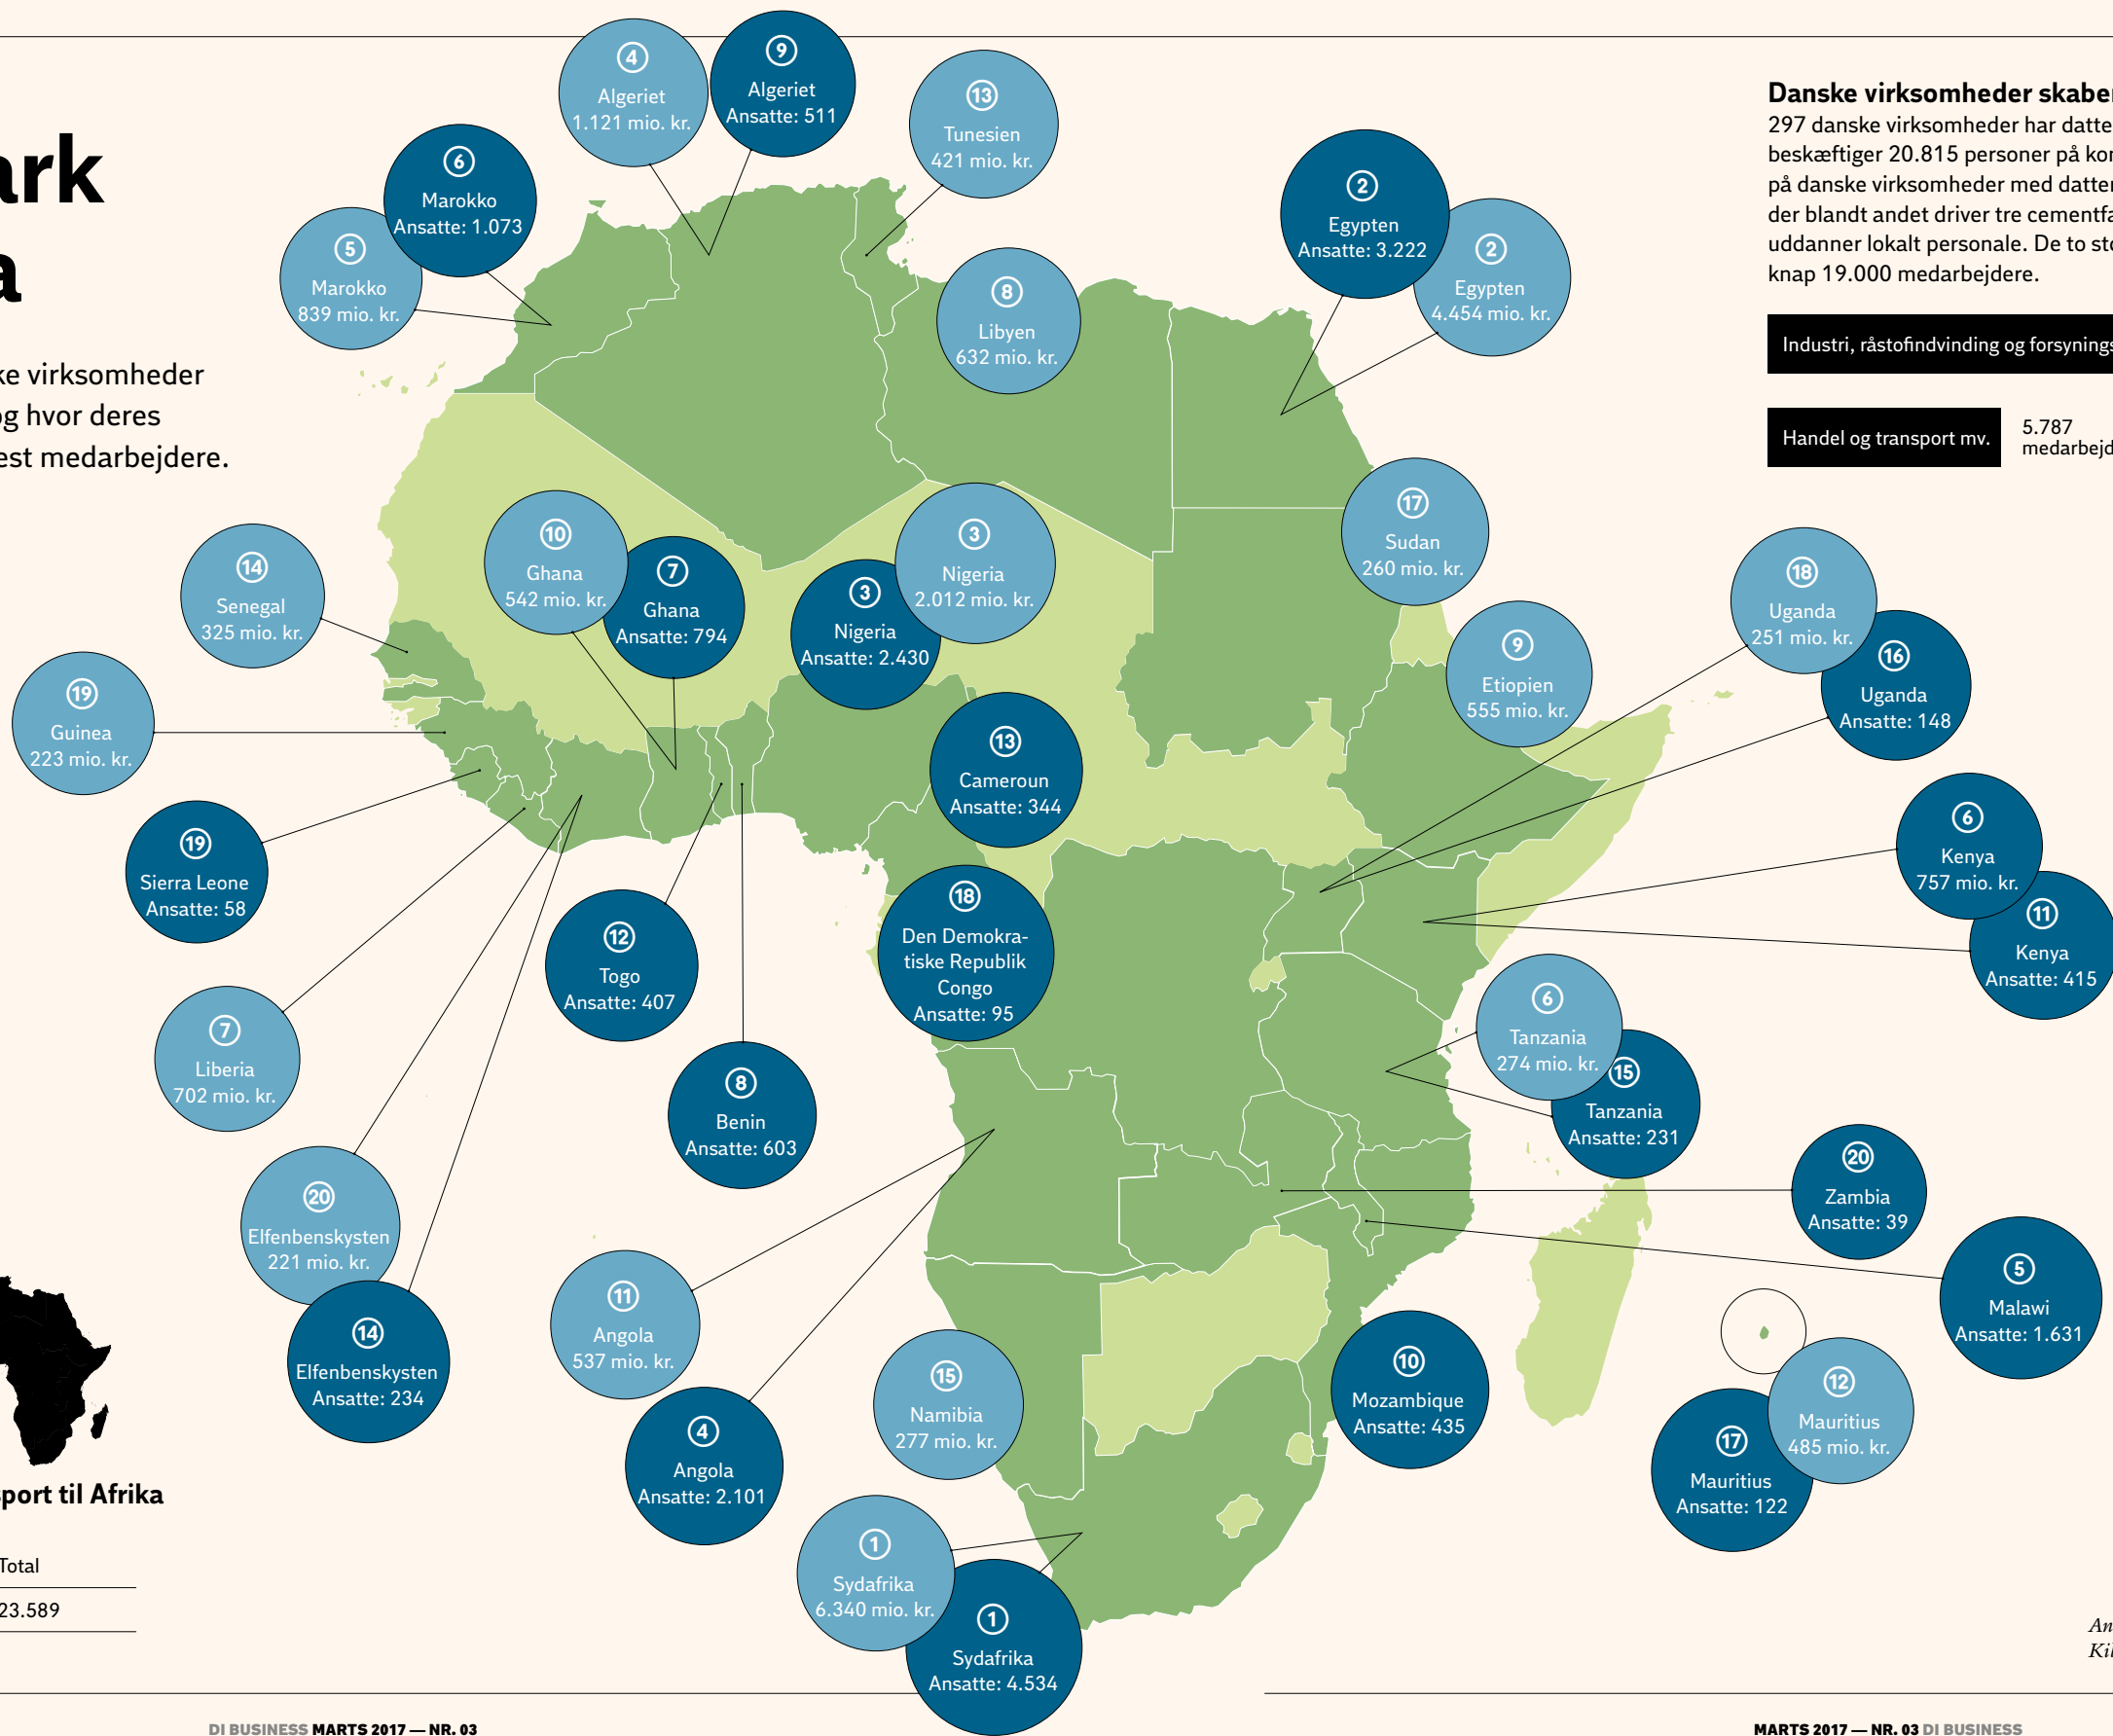 ark
a
ke virksomheder
og hvor deres
est medarbejdere.
4
Algeriet
1.121 mio. kr.
9
Algeriet
Ansatte: 511
13
Tunesien
421 mio. kr.
6
Marokko
Ansatte: 1.073
5
Marokko
839 mio. kr.
8
Libyen
632 mio. kr.
2
Egypten
Ansatte: 3.222
2
Egypten
4.454 mio. kr.
Danske virksomheder skaber
297 danske virksomheder har datte
beskæftiger 20.815 personer på kon
på danske virksomheder med datter
der blandt andet driver tre cementfa
uddanner lokalt personale. De to sto
knap 19.000 medarbejdere.
Industri, råstofindvinding og forsynings
Handel og transport mv.
5.787
medarbejd
14
Senegal
325 mio. kr.
10
Ghana
542 mio. kr.
7
Ghana
Ansatte: 794
3
Nigeria
Ansatte: 2.430
3
Nigeria
2.012 mio. kr.
17
Sudan
260 mio. kr.
9
Etiopien
555 mio. kr.
18
Uganda
251 mio. kr.
16
Uganda
Ansatte: 148
19
Guinea
223 mio. kr.
13
Cameroun
Ansatte: 344
6
Kenya
757 mio. kr.
11
Kenya
Ansatte: 415
19
Sierra Leone
Ansatte: 58
12
Togo
Ansatte: 407
18
Den Demokra-
tiske Republik
Congo
Ansatte: 95
6
Tanzania
274 mio. kr.
15
Tanzania
Ansatte: 231
7
Liberia
702 mio. kr.
8
Benin
Ansatte: 603
20
Zambia
Ansatte: 39
20
Elfenbenskysten
221 mio. kr.
14
Elfenbenskysten
Ansatte: 234
11
Angola
537 mio. kr.
4
Angola
Ansatte: 2.101
15
Namibia
277 mio. kr.
10
Mozambique
Ansatte: 435
5
Malawi
Ansatte: 1.631
12
Mauritius
485 mio. kr.
17
Mauritius
Ansatte: 122
1
Sydafrika
6.340 mio. kr.
1
Sydafrika
Ansatte: 4.534
sport til Afrika
Total
23.589
An
Kil
DI BUSINESS MARTS 2017 — NR. 03
MARTS 2017 — NR. 03 DI BUSINESS